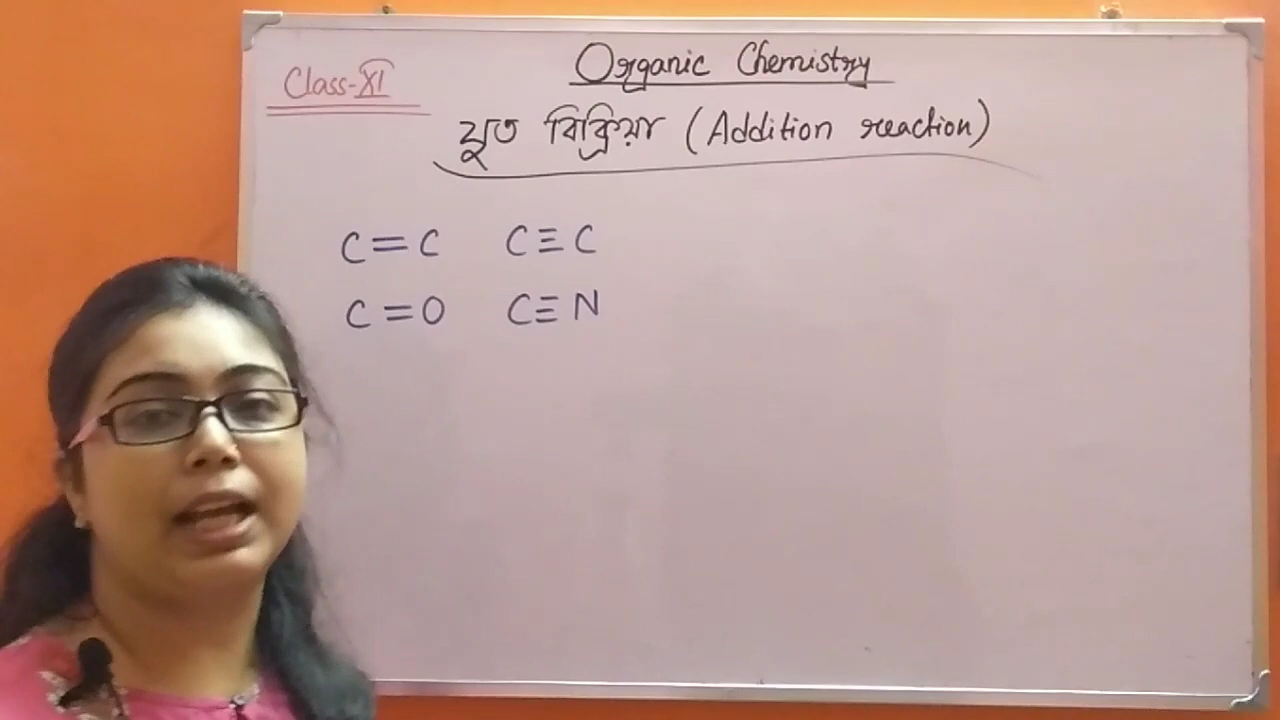 Organic Chemistry
Class-XI
যুত বিক্রিয়া (Addition reaction)
C=C C≡C
C=O C≡N